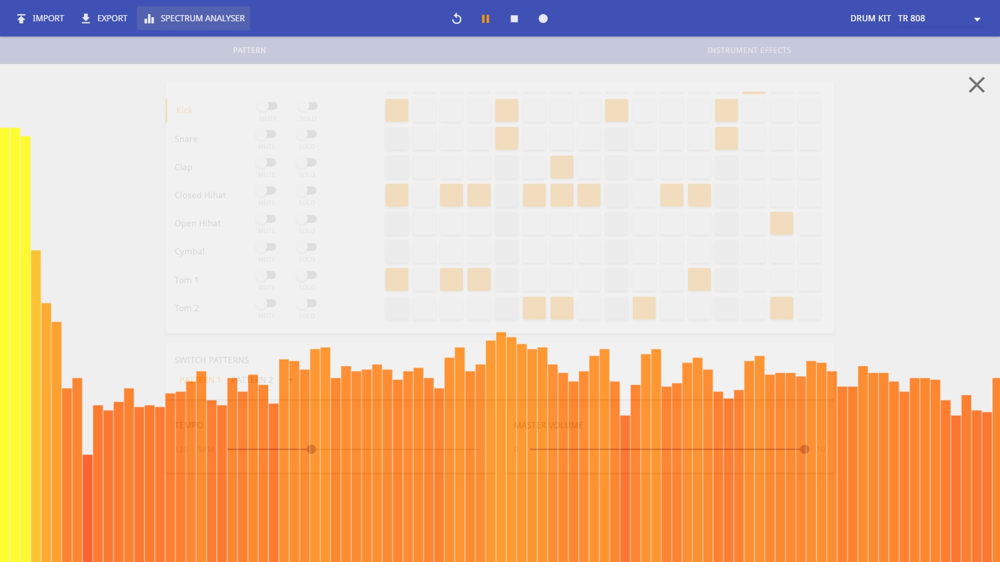 IMPORT EXPORT SPECTRUM ANALYSER DRUM KIT TR 808
PATTERN INSTRUMENT EFFECTS
Kick
MUTE SOLO
Snare
MUTE SOLO
Clap
MUTE SOLO
Closed Hihat
MUTE SOLO
Open Hihat
MUTE SOLO
Cymbal
MUTE SOLO
Tom 1
MUTE SOLO
Tom 2
MUTE SOLO
SWITCH PATTERNS
PATTERN 1 PATTERN 2 +
TEMPO MASTER VOLUME
120 BPM 0 10